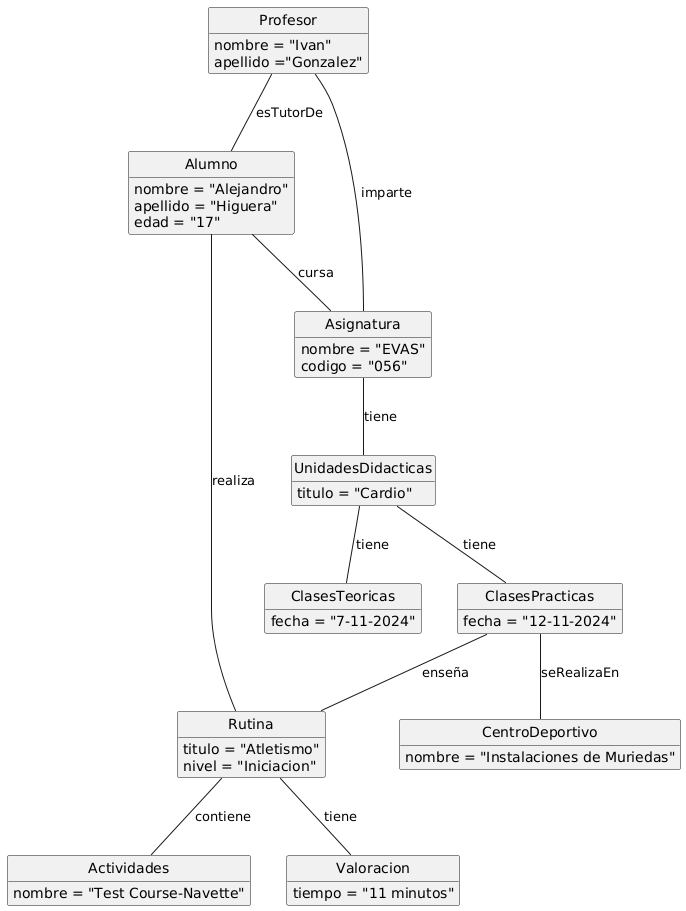 Profesor
nombre = "Ivan"
apellido ="Gonzalez"
esTutorDe
Alumno
nombre = "Alejandro"
apellido = "Higuera"
edad = "17"
imparte
cursa
Asignatura
nombre = "EVAS"
codigo = "056"
tiene
UnidadesDidacticas
titulo = "Cardio"
realiza
tiene
tiene
ClasesTeoricas
fecha = "7-11-2024"
ClasesPracticas
fecha = "12-11-2024"
enseña
seRealizaEn
Rutina
titulo = "Atletismo"
nivel = "Iniciacion"
CentroDeportivo
nombre = "Instalaciones de Muriedas"
contiene
tiene
Actividades
nombre = "Test Course-Navette"
Valoracion
tiempo = "11 minutos"